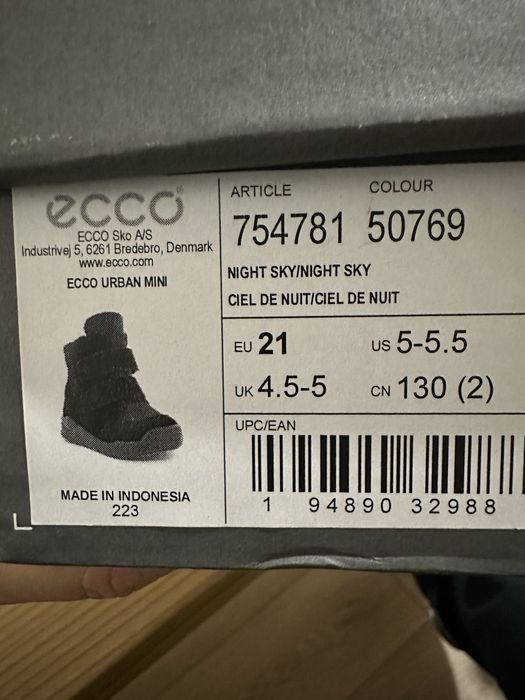 ecco
ECCO Sko A/S
Industrivej 5, 6261 Bredebro, Denmark
www.ecco.com
ECCO URBAN MINI
MADE IN INDONESIA
223
ARTICLE COLOUR
754781 50769
NIGHT SKY/NIGHT SKY
CIEL DE NUIT/CIEL DE NUIT
EU 21 US 5-5.5
UK 4.5-5 CN 130 (2)
UPC/EAN
1 94890 32988